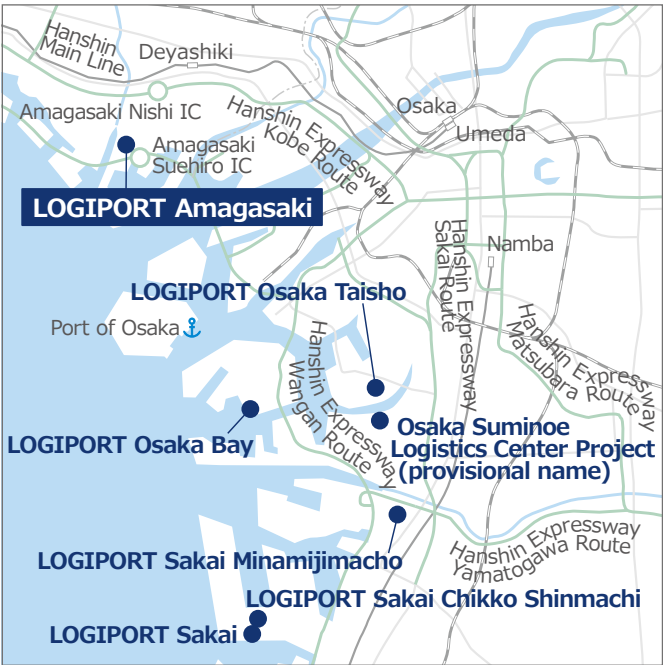 Hanshin
Main Line
Deyashiki
Amagasaki Nishi IC
Amagasaki
Suehiro IC
Hanshin Expressway
Kobe Route
Osaka
Umeda
LOGIPORT Amagasaki
Hanshin Expressway
Sakai Route
Namba
LOGIPORT Osaka Taisho
Port of Osaka
Hanshin Expressway
Wangan Route
Hanshin Expressway
Matsubara Route
LOGIPORT Osaka Bay
Osaka Suminoe
Logistics Center Project
(provisional name)
LOGIPORT Sakai Minamijimacho
Hanshin Expressway
Yamatogawa Route
LOGIPORT Sakai Chikko Shinmachi
LOGIPORT Sakai